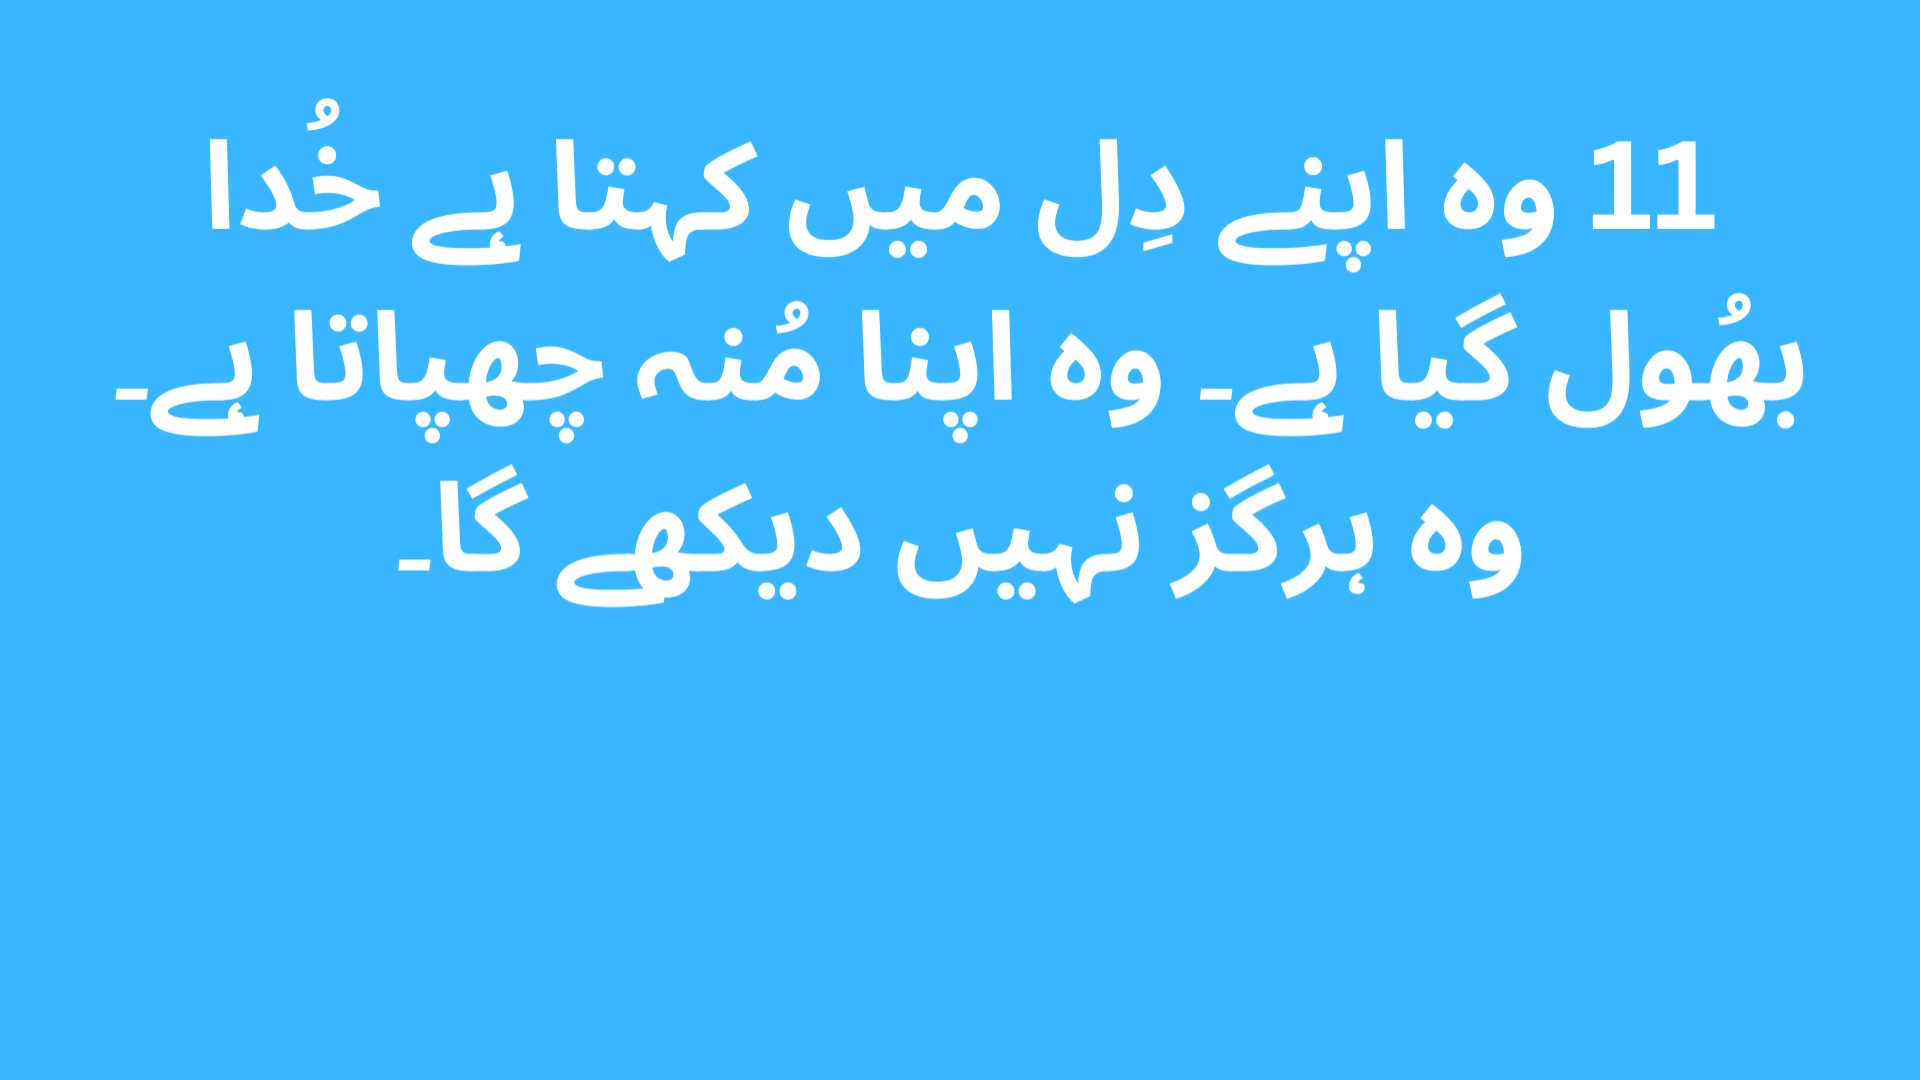 11 وہ اپنے دِل میں کہتا ہے خُدا
بھُول گیا ہے۔ وہ اپنا مُنہ چھپاتا ہے۔
وہ ہرگز نہیں دیکھے گا۔